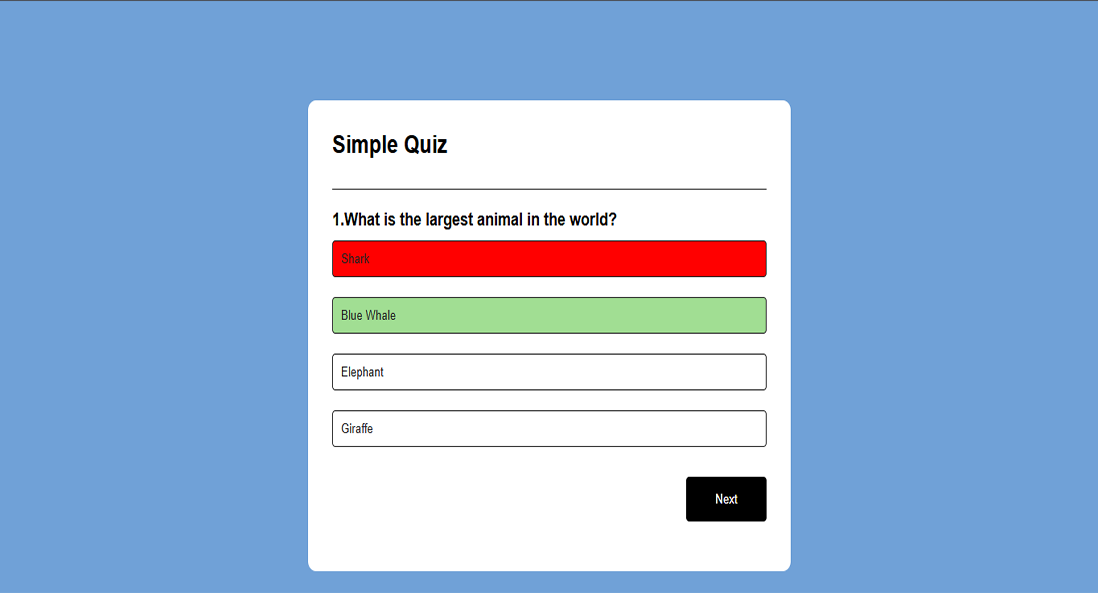 Simple Quiz
1.What is the largest animal in the world?
Shark
Blue Whale
Elephant
Giraffe
Next